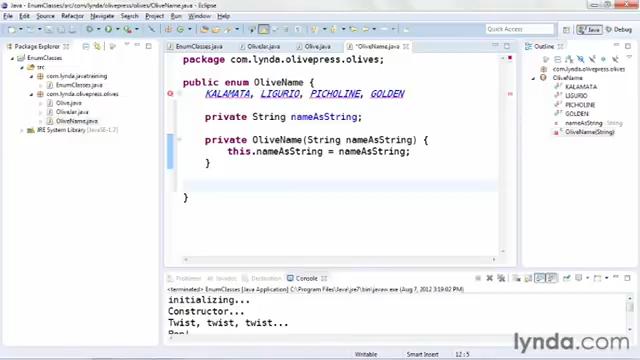 Java - EnumClasses/src/com/lynda/olivepress/olives/OliveName.java - Eclipse
File Edit Source Refactor Navigate Search Project Run Window Help
Quick Access
Java
Debug
Package Explorer
EnumClasses
src
com.lynda.javatraining
EnumClasses.java
com.lynda.olivepress.olives
Olive.java
OliveJar.java
OliveName.java
JRE System Library [JavaSE-1.7]
EnumClasses.java
OliveJar.java
Olive.java
*OliveName.java
package com.lynda.olivepress.olives;
public enum OliveName {
KALAMATA, LIGURIO, PICHOLINE, GOLDEN
private String nameAsString;
private OliveName(String nameAsString) {
this.nameAsString = nameAsString;
}
}
Outline
com.lynda.olivepress.olives
OliveName
KALAMATA
LIGURIO
PICHOLINE
GOLDEN
nameAsString : String
OliveName(String)
Problems
Javadoc
Declaration
Console
<terminated> EnumClasses [Java Application] C:\Program Files\Java\jre7\bin\javaw.exe (Aug 7, 2012 3:19:02 PM)
initializing...
Constructor...
Twist, twist, twist...
Pop!
Writable
Smart Insert
12 : 5
lynda.com